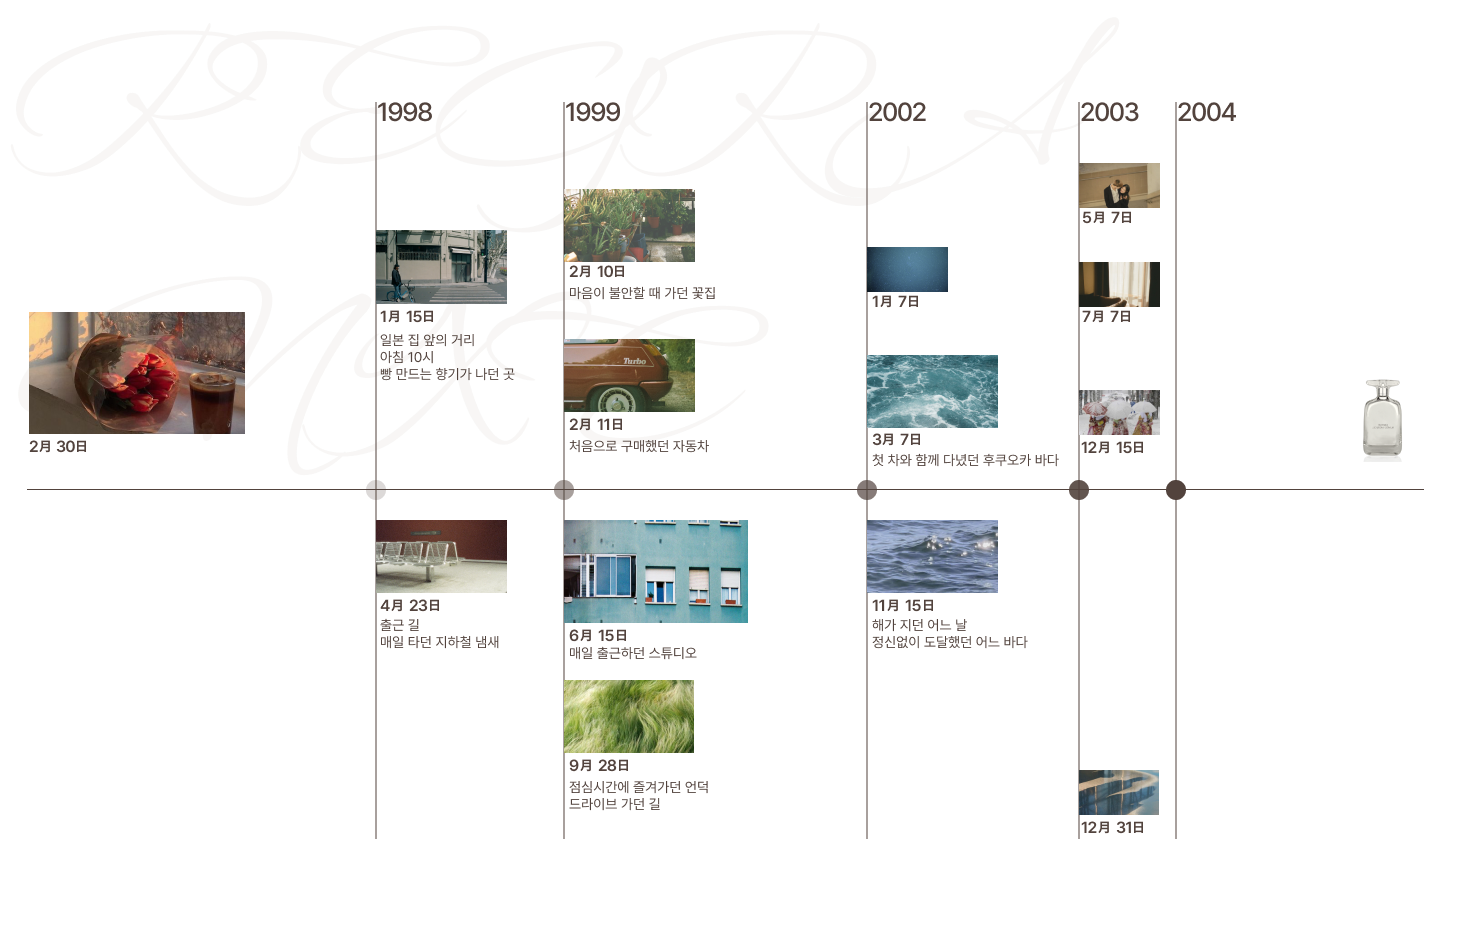 1998
1999
2002
2003
2004
2月 30日
1月 15日
일본 집 앞의 거리
아침 10시
빵 만드는 향기가 나던 곳
4月 23日
출근 길
매일 타던 지하철 냄새
2月 10日
마음이 불안할 때 가던 꽃집
Turbo
2月 11日
처음으로 구매했던 자동차
6月 15日
매일 출근하던 스튜디오
9月 28日
점심시간에 즐겨가던 언덕
드라이브 가던 길
1月 7日
3月 7日
첫 차와 함께 다녔던 후쿠오카 바다
11月 15日
해가 지던 어느 날
정신없이 도달했던 어느 바다
5月 7日
7月 7日
12月 15日
12月 31日